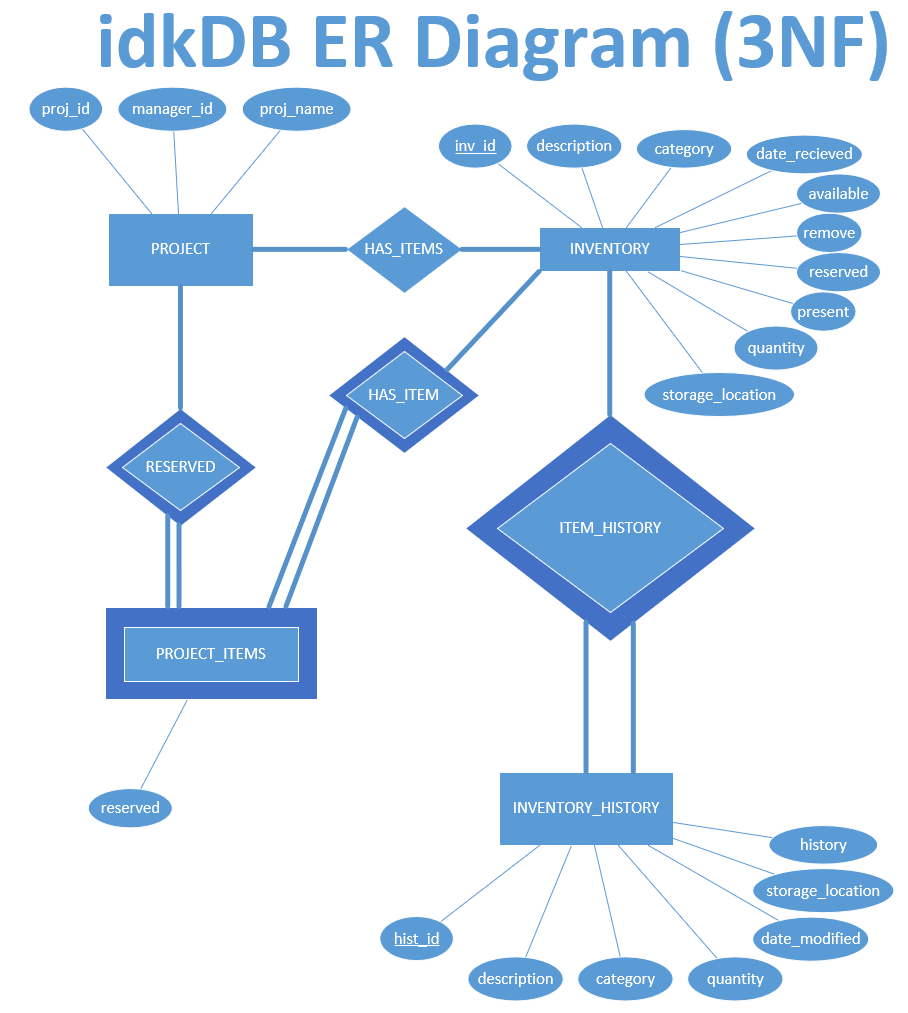 idkDB ER Diagram (3NF)
proj_id
manager_id
proj_name
inv_id
description
category
date_recieved
available
remove
reserved
present
quantity
storage_location
PROJECT
HAS_ITEMS
INVENTORY
HAS_ITEM
RESERVED
ITEM_HISTORY
PROJECT_ITEMS
reserved
INVENTORY_HISTORY
history
storage_location
date_modified
hist_id
description
category
quantity